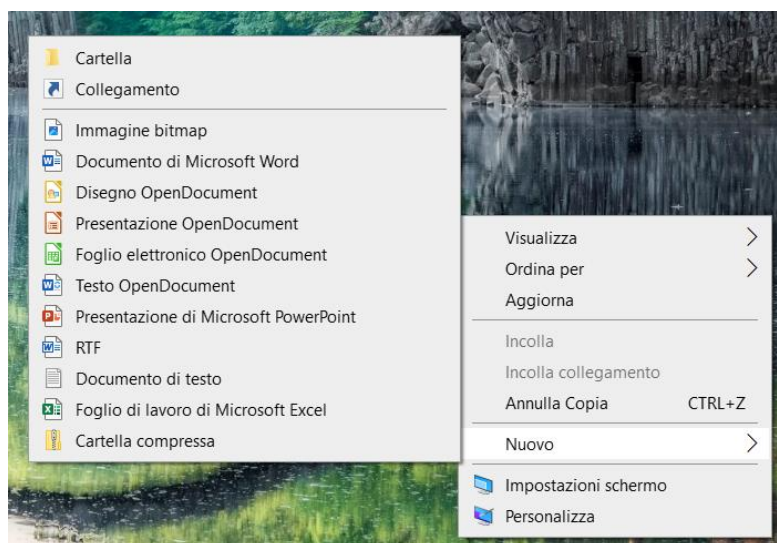 Cartella
Collegamento
Immagine bitmap
Documento di Microsoft Word
Disegno OpenDocument
Presentazione OpenDocument
Foglio elettronico OpenDocument
Testo OpenDocument
Presentazione di Microsoft PowerPoint
RTF
Documento di testo
Foglio di lavoro di Microsoft Excel
Cartella compressa
Visualizza
Ordina per
Aggiorna
Incolla
Incolla collegamento
Annulla Copia CTRL+Z
Nuovo
Impostazioni schermo
Personalizza